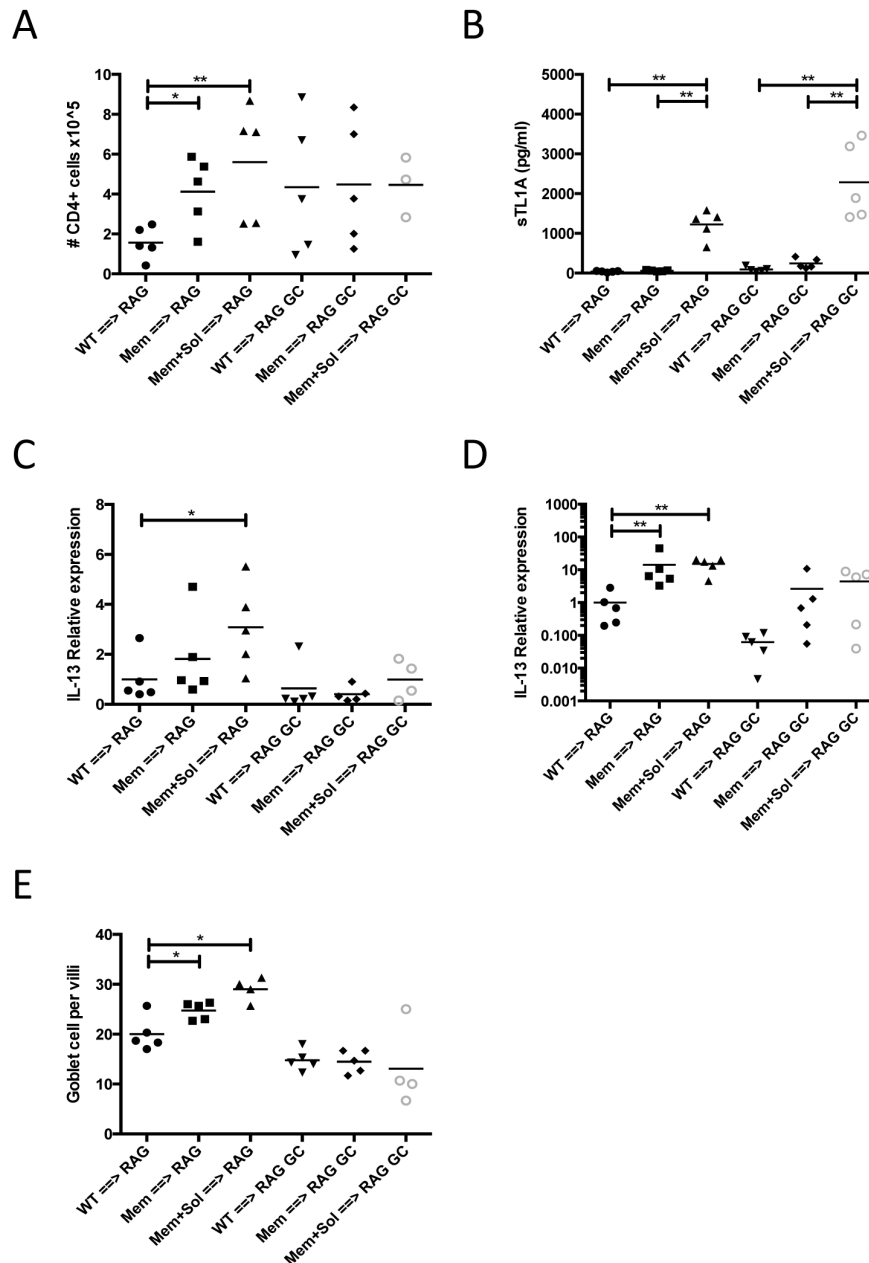 A
# CD4+ cells x10^5
10
8
6
4
2
0
**
*
WT ==> RAG
Mem ==> RAG
Mem+Sol ==> RAG
WT ==> RAG GC
Mem ==> RAG GC
Mem+Sol ==> RAG GC
B
sTL1A (pg/ml)
5000
4000
3000
2000
1000
0
**
**
**
**
WT ==> RAG
Mem ==> RAG
Mem+Sol ==> RAG
WT ==> RAG GC
Mem ==> RAG GC
Mem+Sol ==> RAG GC
C
IL-13 Relative expression
8
6
4
2
0
*
WT ==> RAG
Mem ==> RAG
Mem+Sol ==> RAG
WT ==> RAG GC
Mem ==> RAG GC
Mem+Sol ==> RAG GC
D
IL-13 Relative expression
1000
100
10
1
0.100
0.010
0.001
**
**
WT ==> RAG
Mem ==> RAG
Mem+Sol ==> RAG
WT ==> RAG GC
Mem ==> RAG GC
Mem+Sol ==> RAG GC
E
Goblet cell per villi
40
30
20
10
0
*
*
WT ==> RAG
Mem ==> RAG
Mem+Sol ==> RAG
WT ==> RAG GC
Mem ==> RAG GC
Mem+Sol ==> RAG GC